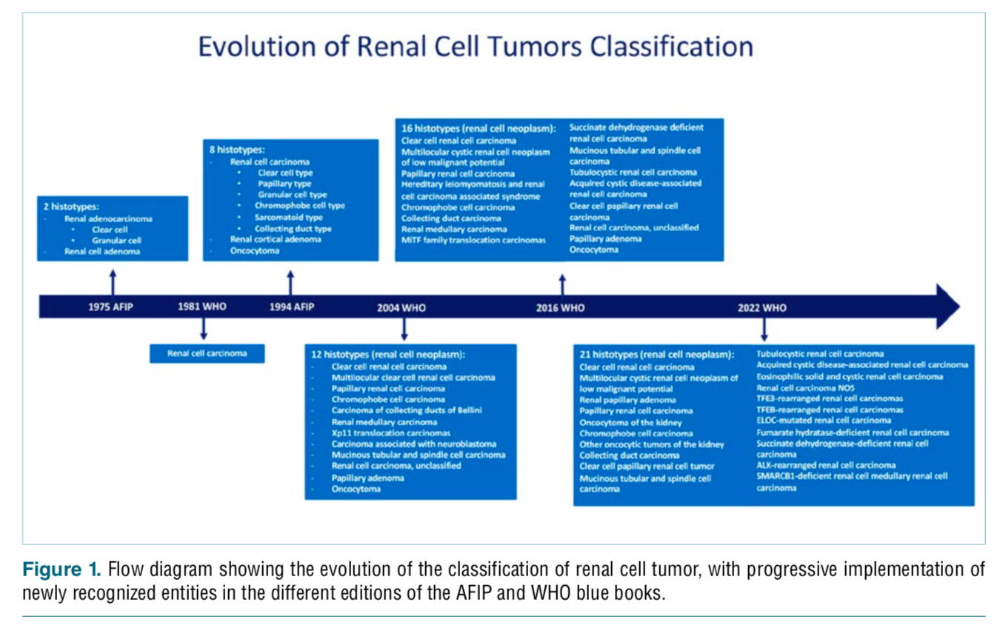 Evolution of Renal Cell Tumors Classification
2 histotypes:
- Renal adenocarcinoma
• Clear cell
• Granular cell
- Renal cell adenoma
8 histotypes:
- Renal cell carcinoma
• Clear cell type
• Papillary type
• Granular cell type
• Chromophobe cell type
• Sarcomatoid type
• Collecting duct type
- Renal cortical adenoma
- Oncocytoma
16 histotypes (renal cell neoplasm):
Clear cell renal cell carcinoma
Multilocular cystic renal cell neoplasm
of low malignant potential
Papillary renal cell carcinoma
Hereditary leiomyomatosis and renal
cell carcinoma associated syndrome
Chromophobe cell carcinoma
Collecting duct carcinoma
Renal medullary carcinoma
MiTF family translocation carcinomas
Succinate dehydrogenase deficient
renal cell carcinoma
Mucinous tubular and spindle cell
carcinoma
Tubulocystic renal cell carcinoma
Acquired cystic disease-associated
renal cell carcinoma
Clear cell papillary renal cell
carcinoma
Renal cell carcinoma, unclassified
Papillary adenoma
Oncocytoma
1975 AFIP
1981 WHO
1994 AFIP
2004 WHO
2016 WHO
2022 WHO
Renal cell carcinoma
12 histotypes (renal cell neoplasm):
- Clear cell renal cell carcinoma
- Multilocular clear cell renal cell carcinoma
- Papillary renal cell carcinoma
- Chromophobe cell carcinoma
- Carcinoma of collecting ducts of Bellini
- Renal medullary carcinoma
- Xp11 translocation carcinomas
- Carcinoma associated with neuroblastoma
- Mucinous tubular and spindle cell carcinoma
- Renal cell carcinoma, unclassified
- Papillary adenoma
- Oncocytoma
21 histotypes (renal cell neoplasm):
Clear cell renal cell carcinoma
Multilocular cystic renal cell neoplasm of
low malignant potential
Renal papillary adenoma
Papillary renal cell carcinoma
Oncocytoma of the kidney
Chromophobe cell carcinoma
Other oncocytic tumors of the kidney
Collecting duct carcinoma
Clear cell papillary renal cell tumor
Mucinous tubular and spindle cell
carcinoma
Tubulocystic renal cell carcinoma
Acquired cystic disease-associated renal cell carcinoma
Eosinophilic solid and cystic renal cell carcinoma
Renal cell carcinoma NOS
TFE3-rearranged renal cell carcinomas
TFEB-rearranged renal cell carcinomas
ELOC-mutated renal cell carcinoma
Fumarate hydratase-deficient renal cell carcinoma
Succinate dehydrogenase-deficient renal cell
carcinoma
ALK-rearranged renal cell carcinoma
SMARCB1-deficient renal cell medullary renal cell
carcinoma
Figure 1. Flow diagram showing the evolution of the classification of renal cell tumor, with progressive implementation of
newly recognized entities in the different editions of the AFIP and WHO blue books.